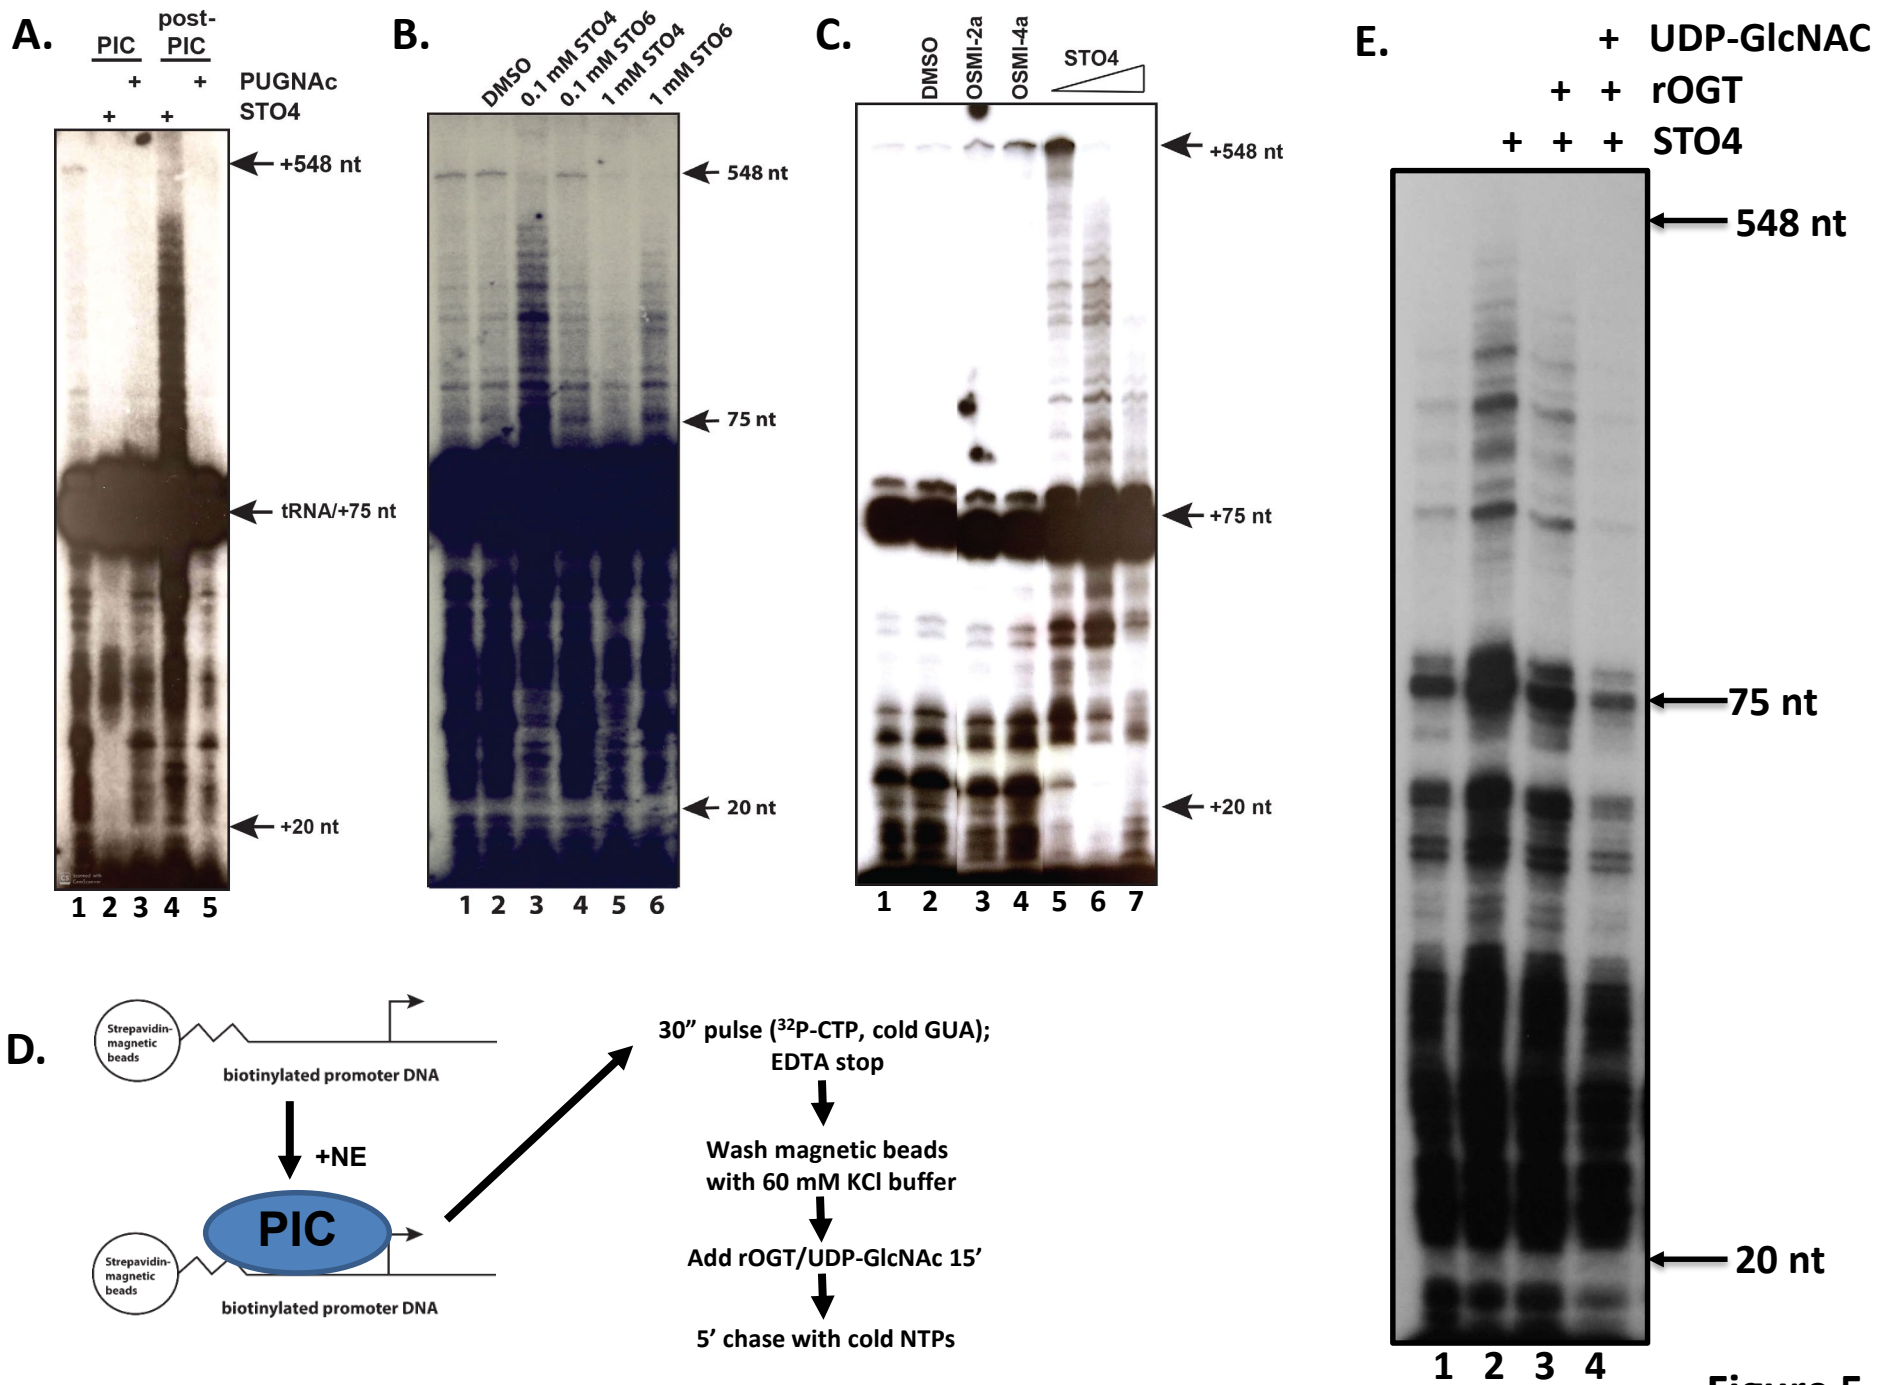 A.
PIC
post-
PIC
+ + PUGNAc
+ + STO4
+548 nt
tRNA/+75 nt
+20 nt
CS Scanned with
CamScanner
1 2 3 4 5
B.
DMSO
0.1 mM STO4
0.1 mM STO6
1 mM STO4
1 mM STO6
548 nt
75 nt
20 nt
1 2 3 4 5 6
C.
DMSO
OSMI-2a
OSMI-4a
STO4
+548 nt
+75 nt
+20 nt
1 2 3 4 5 6 7
D.
Strepavidin-
magnetic
beads
biotinylated promoter DNA
+NE
PIC
Strepavidin-
magnetic
beads
biotinylated promoter DNA
30” pulse (³²P-CTP, cold GUA);
EDTA stop
Wash magnetic beads
with 60 mM KCl buffer
Add rOGT/UDP-GlcNAc 15’
5’ chase with cold NTPs
E.
+ UDP-GlcNAC
+ + rOGT
+ + + STO4
548 nt
75 nt
20 nt
1 2 3 4